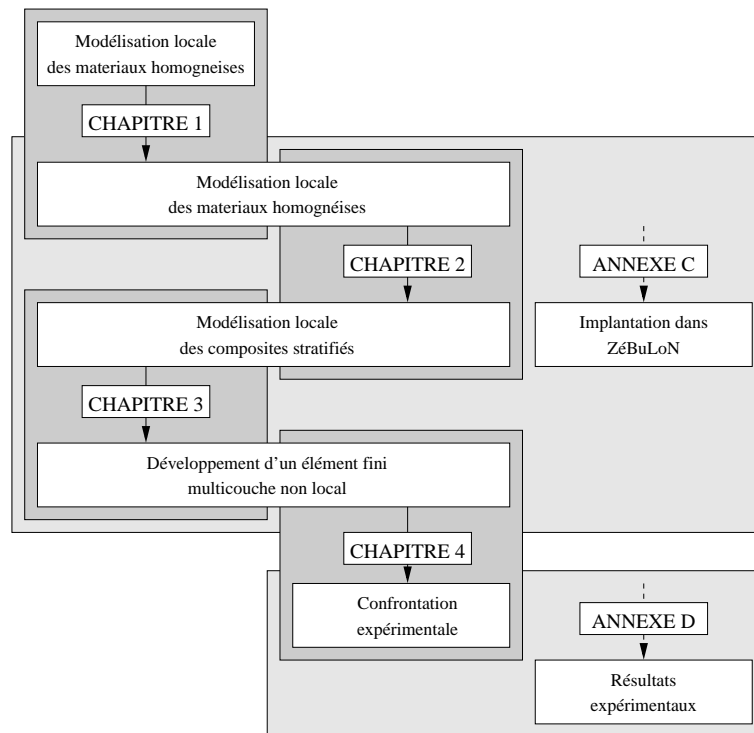 Modélisation locale
des materiaux homogneises
CHAPITRE 1
Modélisation locale
des materiaux homognéises
CHAPITRE 2
ANNEXE C
Modélisation locale
des composites stratifiés
Implantation dans
ZéBuLoN
CHAPITRE 3
Développement d'un élément fini
multicouche non local
CHAPITRE 4
Confrontation
expérimentale
ANNEXE D
Résultats
expérimentaux